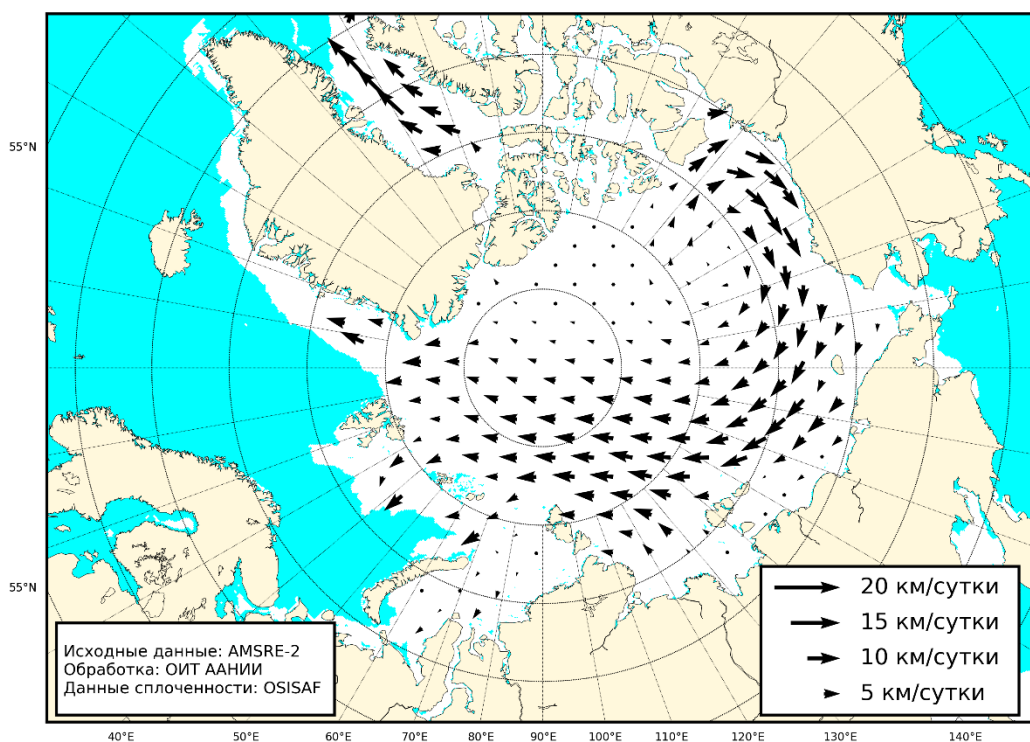 55°N
55°N
20 км/сутки
15 км/сутки
10 км/сутки
5 км/сутки
Исходные данные: AMSRE-2
Обработка: ОИТ ААНИИ
Данные сплоченности: OSISAF
40°E 50°E 60°E 70°E 80°E 90°E 100°E 110°E 120°E 130°E 140°E